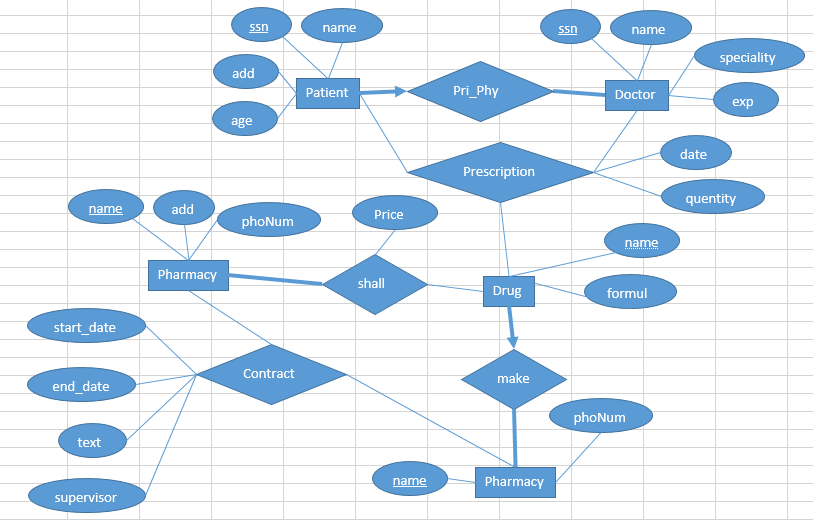 ssn
name
ssn
name
add
speciality
Patient
Pri_Phy
Doctor
age
exp
date
Prescription
quentity
name
add
phoNum
Price
name
Pharmacy
shall
Drug
formul
start_date
Contract
make
end_date
phoNum
text
name
Pharmacy
supervisor